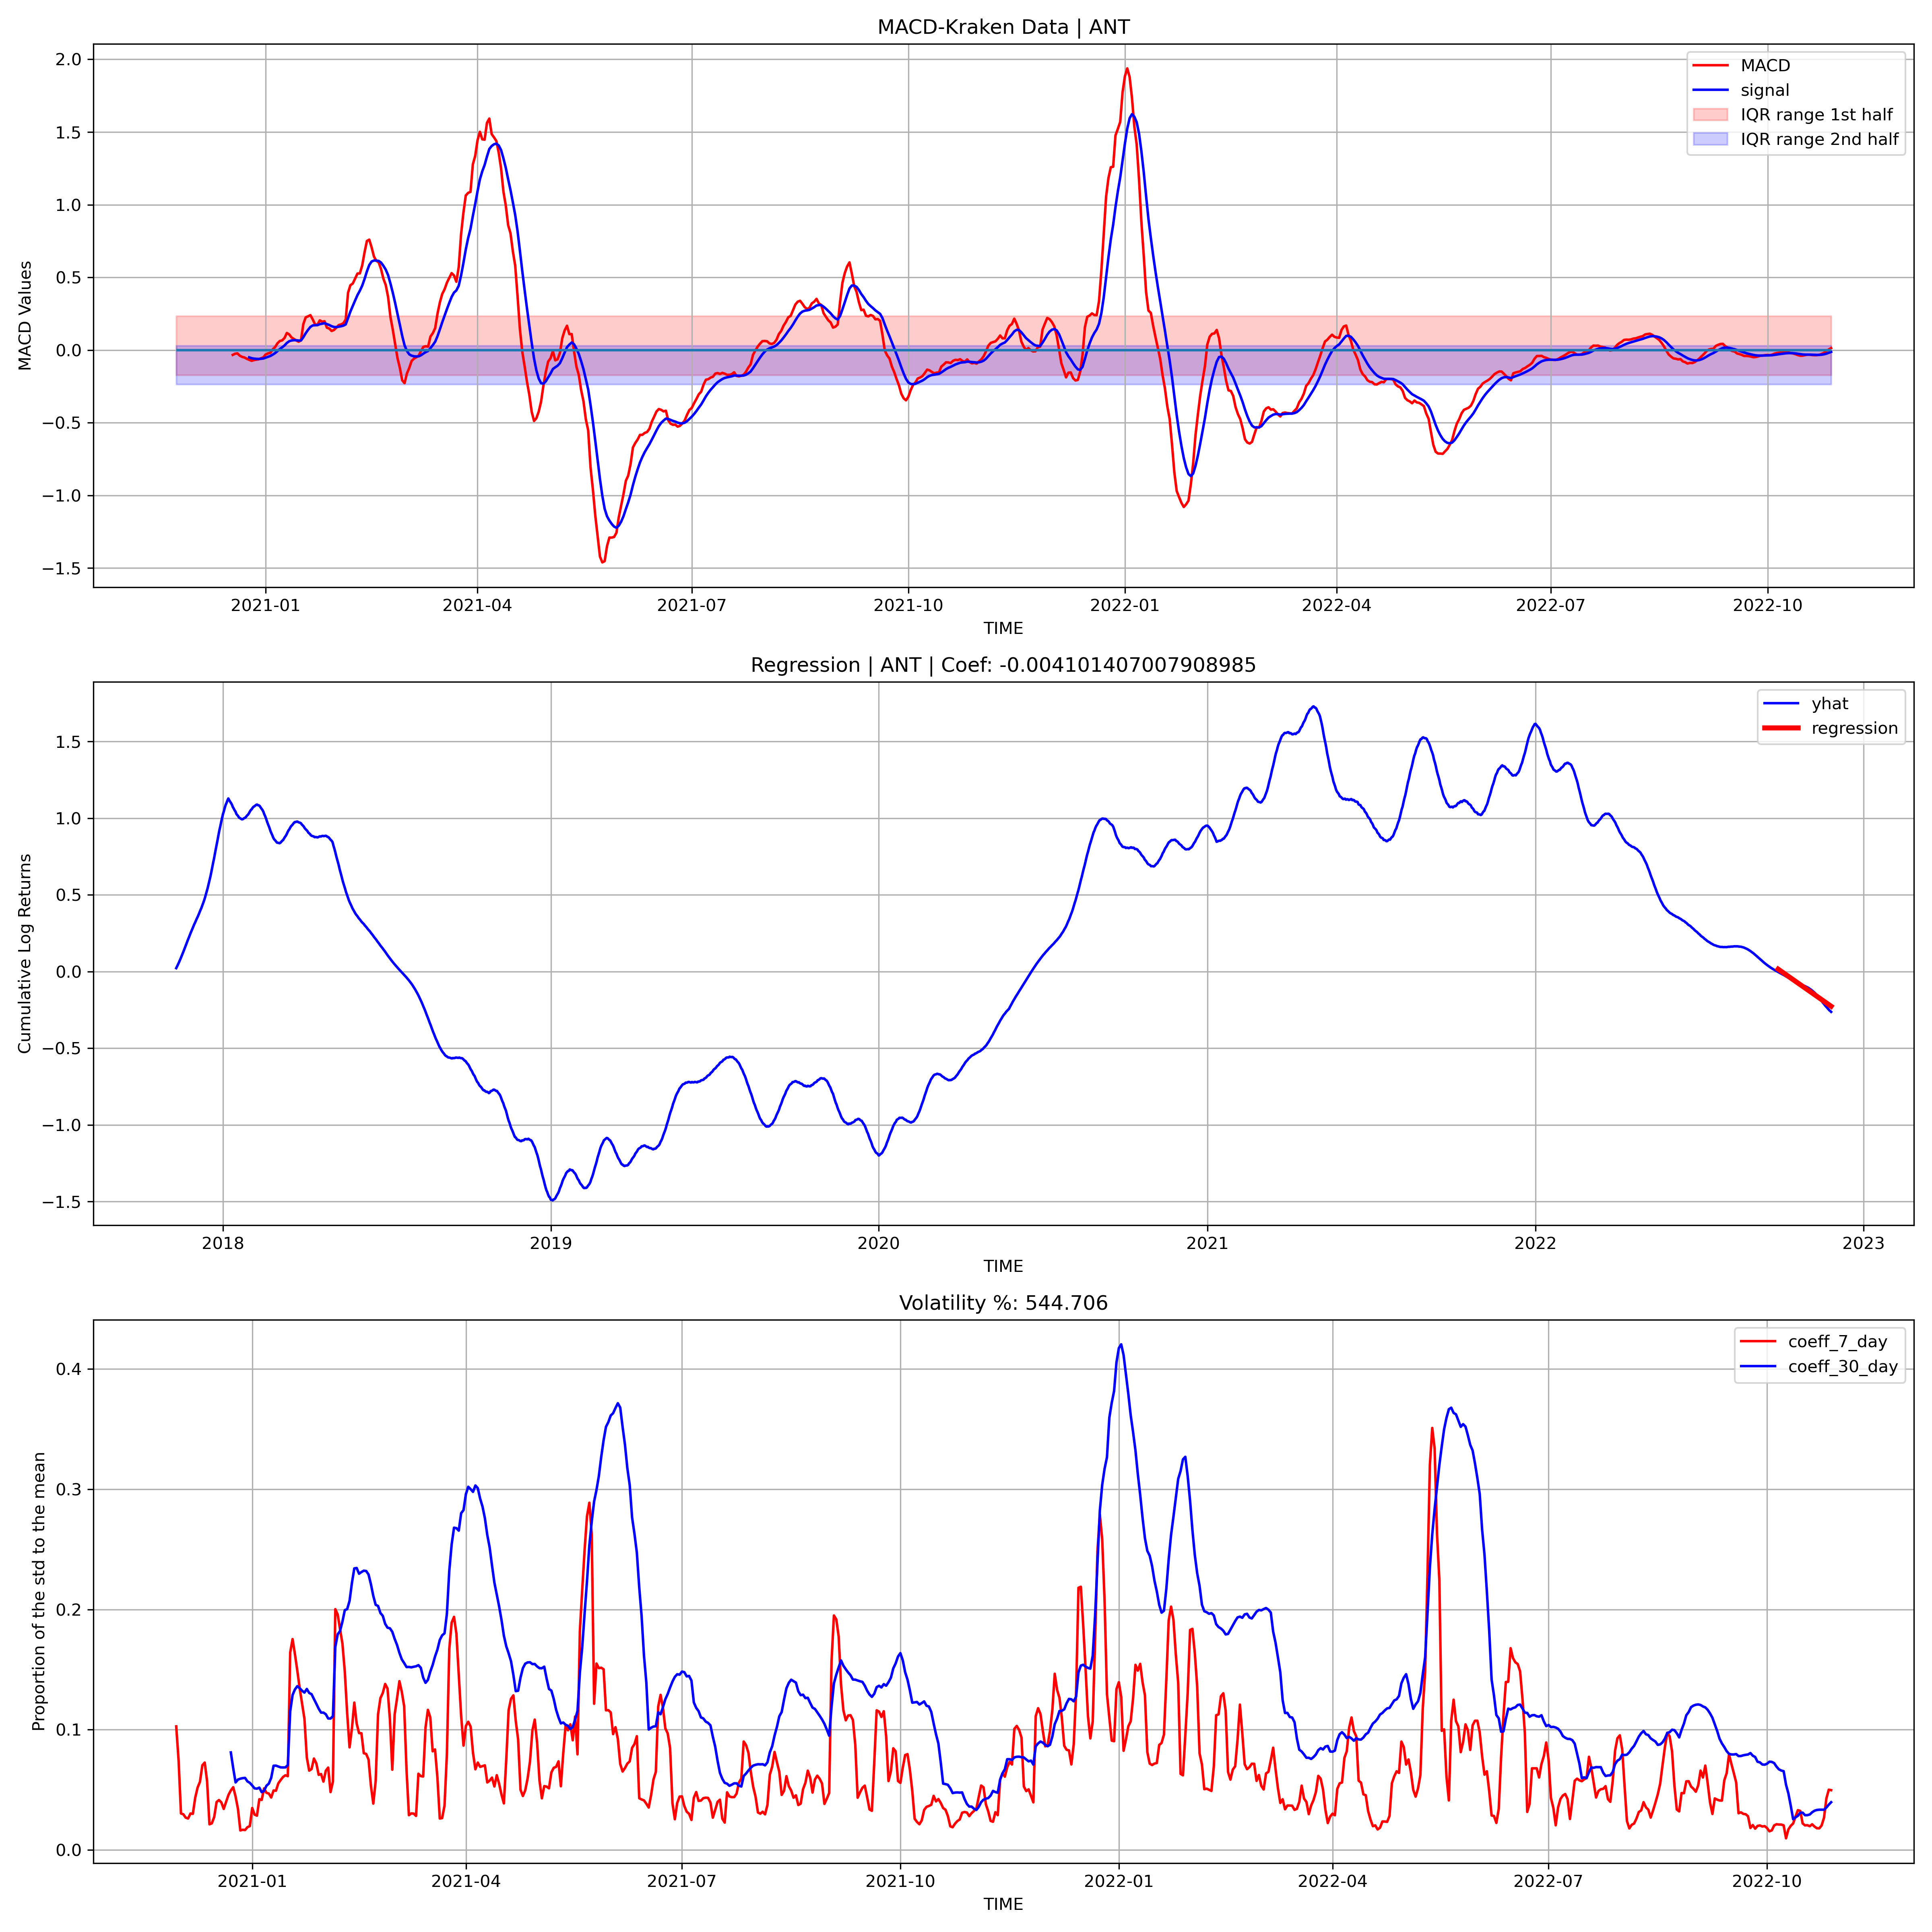 MACD-Kraken Data | ANT
MACD Values
2.0
1.5
1.0
0.5
0.0
−0.5
−1.0
−1.5
MACD
signal
IQR range 1st half
IQR range 2nd half
2021-01 2021-04 2021-07 2021-10 2022-01 2022-04 2022-07 2022-10
TIME
Regression | ANT | Coef: -0.004101407007908985
Cumulative Log Returns
1.5
1.0
0.5
0.0
−0.5
−1.0
−1.5
yhat
regression
2018 2019 2020 2021 2022 2023
TIME
Volatility %: 544.706
Proportion of the std to the mean
0.4
0.3
0.2
0.1
0.0
coeff_7_day
coeff_30_day
2021-01 2021-04 2021-07 2021-10 2022-01 2022-04 2022-07 2022-10
TIME